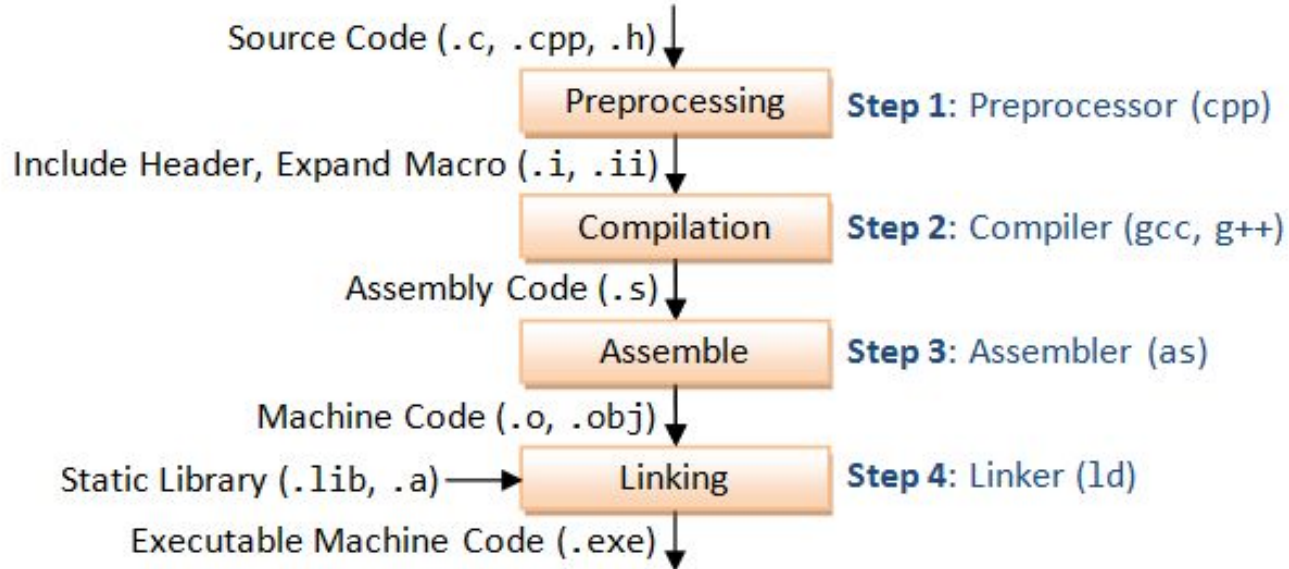 Source Code (.c, .cpp, .h)
Preprocessing
Step 1: Preprocessor (cpp)
Include Header, Expand Macro (.i, .ii)
Compilation
Step 2: Compiler (gcc, g++)
Assembly Code (.s)
Assemble
Step 3: Assembler (as)
Machine Code (.o, .obj)
Static Library (.lib, .a)
Linking
Step 4: Linker (ld)
Executable Machine Code (.exe)